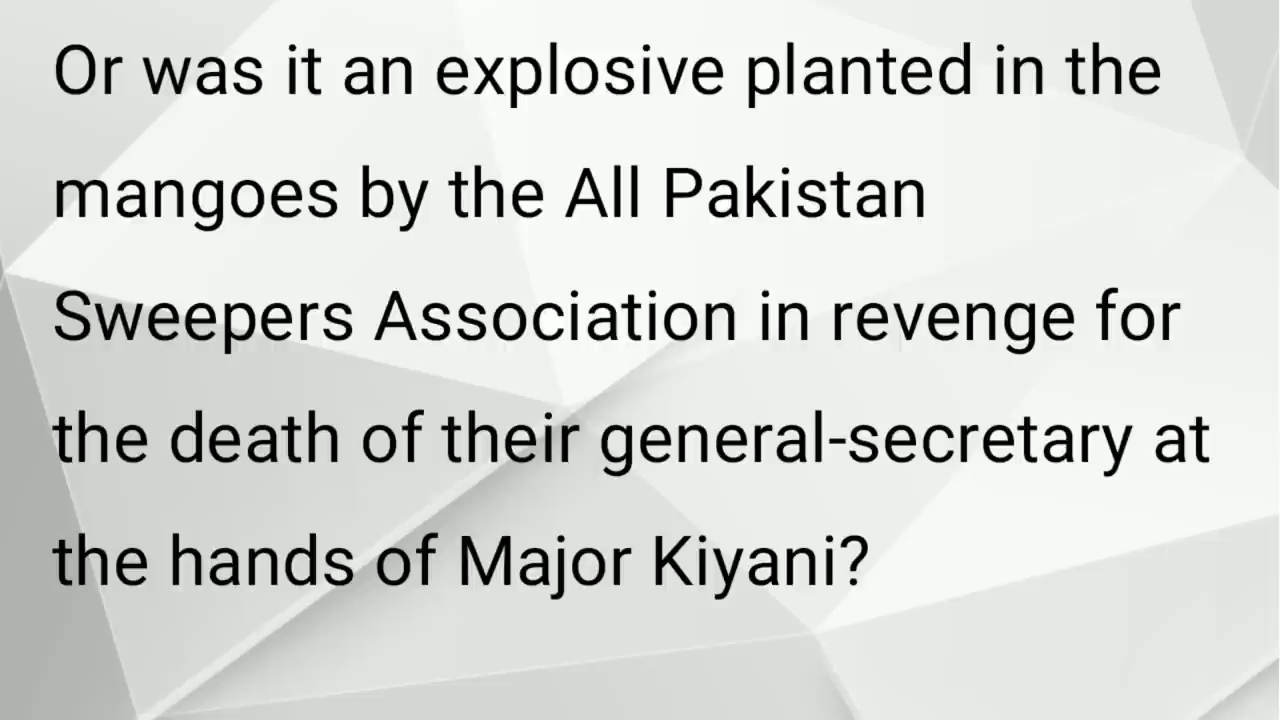 Or was it an explosive planted in the
mangoes by the All Pakistan
Sweepers Association in revenge for
the death of their general-secretary at
the hands of Major Kiyani?